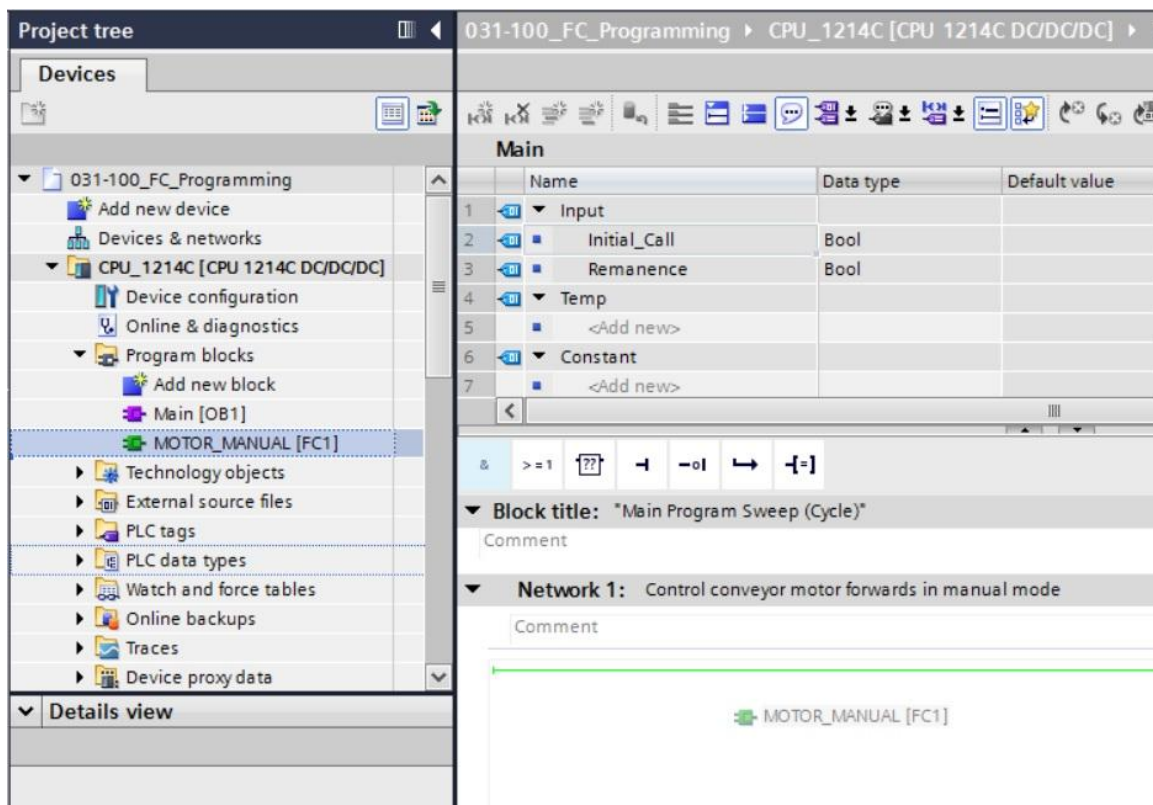 Project tree
Devices
031-100_FC_Programming
Add new device
Devices & networks
CPU_1214C [CPU 1214C DC/DC/DC]
Device configuration
Online & diagnostics
Program blocks
Add new block
Main [OB1]
MOTOR_MANUAL [FC1]
Technology objects
External source files
PLC tags
PLC data types
Watch and force tables
Online backups
Traces
Device proxy data
Details view
031-100_FC_Programming ▸ CPU_1214C [CPU 1214C DC/DC/DC] ▸
Main
Name Data type Default value
1 Input
2 Initial_Call Bool
3 Remanence Bool
4 Temp
5 <Add new>
6 Constant
7 <Add new>
& >=1 ??
Block title: "Main Program Sweep (Cycle)"
Comment
Network 1: Control conveyor motor forwards in manual mode
Comment
MOTOR_MANUAL [FC1]